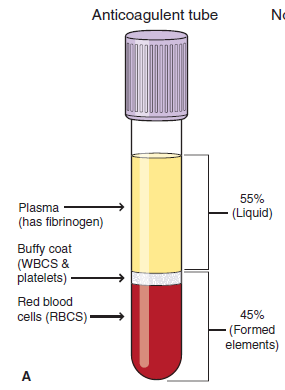 Anticoagulent tube
Plasma
(has fibrinogen)
Buffy coat
(WBCS &
platelets)
Red blood
cells (RBCS)
55%
(Liquid)
45%
(Formed
elements)
A